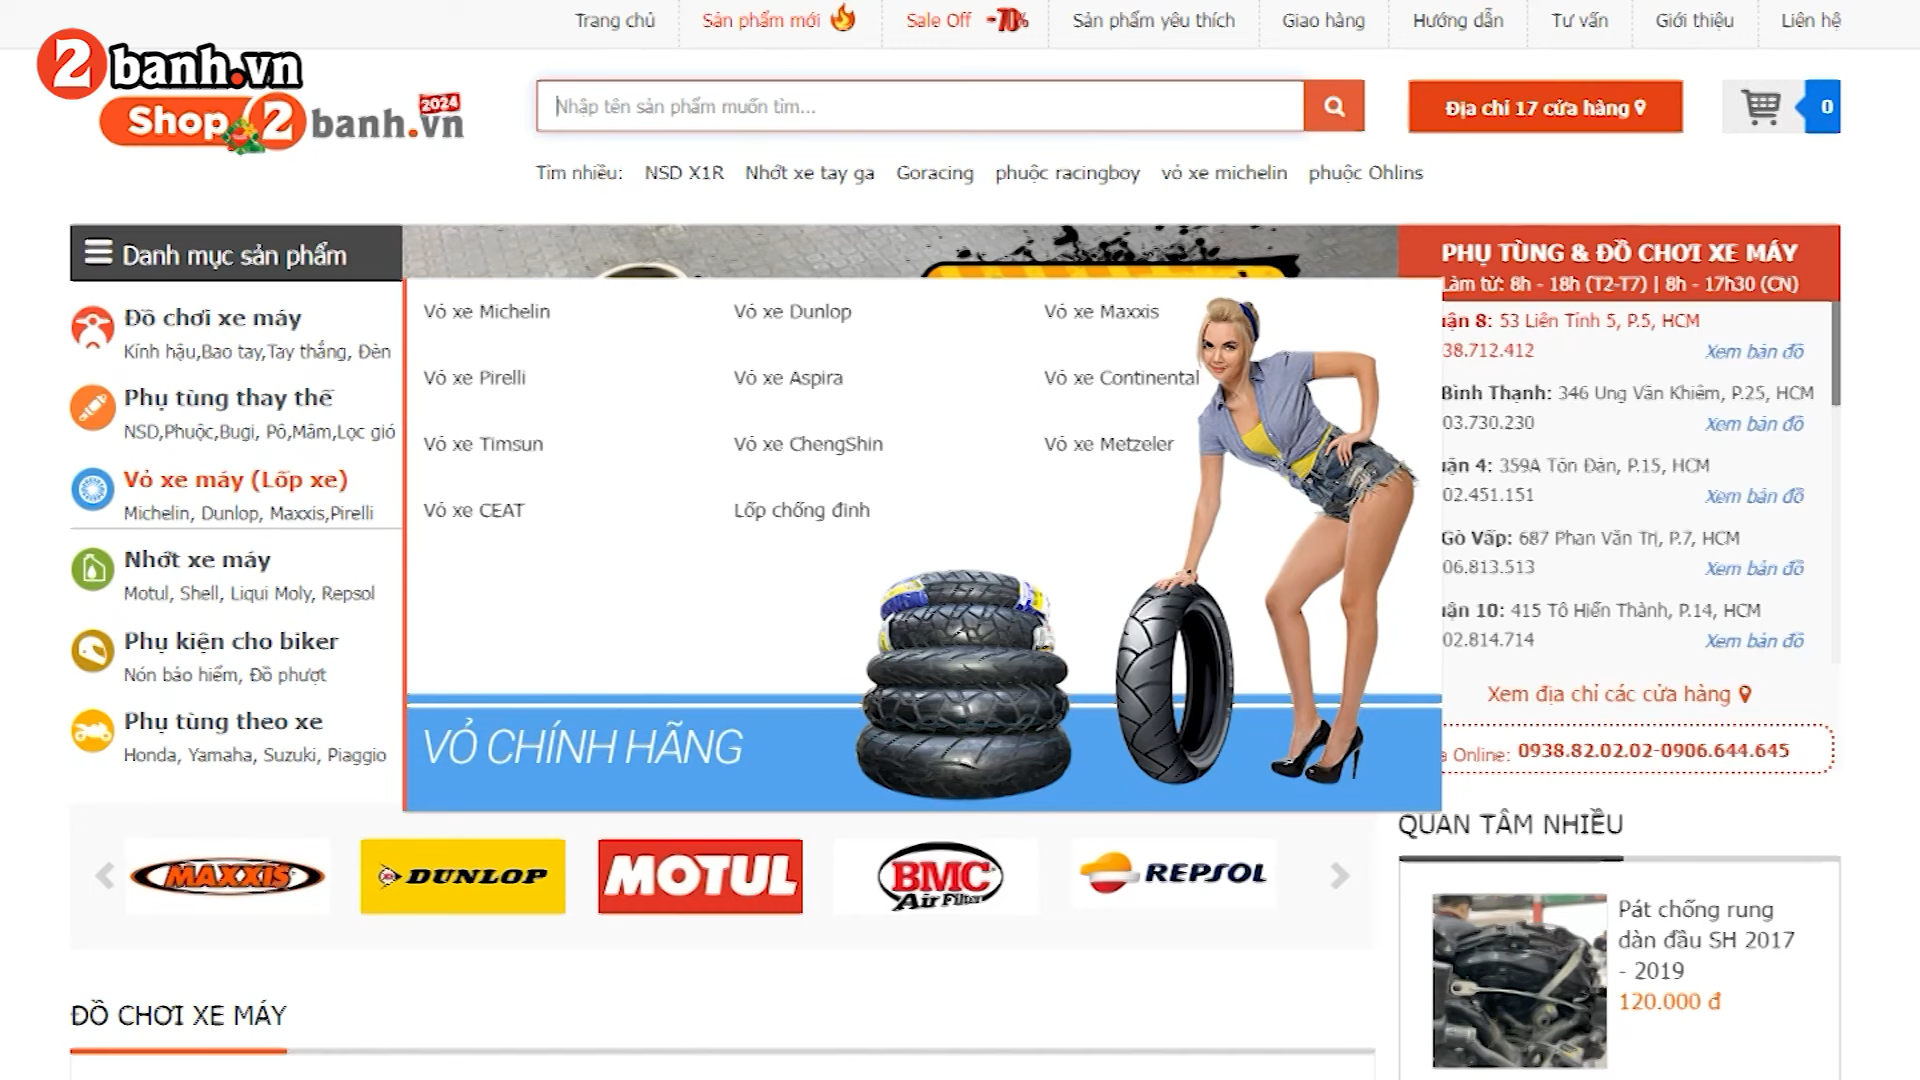 Trang chủ
Sản phẩm mới
Sale Off -70%
Sản phẩm yêu thích
Giao hàng
Hướng dẫn
Tư vấn
Giới thiệu
Liên hệ
2banh.vn
Shop 2banh.vn
2024
Nhập tên sản phẩm muốn tìm...
Địa chỉ 17 cửa hàng
0
Tìm nhiều: NSD X1R Nhớt xe tay ga Goracing phuộc racingboy vỏ xe michelin phuộc Ohlins
Danh mục sản phẩm
Đồ chơi xe máy
Kính hậu,Bao tay,Tay thắng, Đèn
Phụ tùng thay thế
NSD,Phuộc,Bugi, Pô,Mâm,Lọc gió
Vỏ xe máy (Lốp xe)
Michelin, Dunlop, Maxxis,Pirelli
Nhớt xe máy
Motul, Shell, Liqui Moly, Repsol
Phụ kiện cho biker
Nón bảo hiểm, Đồ phượt
Phụ tùng theo xe
Honda, Yamaha, Suzuki, Piaggio
Vỏ xe Michelin
Vỏ xe Dunlop
Vỏ xe Maxxis
Vỏ xe Pirelli
Vỏ xe Aspira
Vỏ xe Continental
Vỏ xe Timsun
Vỏ xe ChengShin
Vỏ xe Metzeler
Vỏ xe CEAT
Lốp chống đinh
VỎ CHÍNH HÃNG
PHỤ TÙNG & ĐỒ CHƠI XE MÁY
Làm từ: 8h - 18h (T2-T7) | 8h - 17h30 (CN)
uận 8: 53 Liên Tỉnh 5, P.5, HCM
38.712.412
Xem bản đồ
Bình Thạnh: 346 Ung Văn Khiêm, P.25, HCM
03.730.230
Xem bản đồ
uận 4: 359A Tôn Đản, P.15, HCM
02.451.151
Xem bản đồ
Gò Vấp: 687 Phan Văn Trị, P.7, HCM
06.813.513
Xem bản đồ
uận 10: 415 Tô Hiến Thành, P.14, HCM
02.814.714
Xem bản đồ
Xem địa chỉ các cửa hàng
a Online: 0938.82.02.02-0906.644.645
MAXXIS
DUNLOP
MOTUL
BMC
Air Filter
REPSOL
QUAN TÂM NHIỀU
Pát chống rung
dàn đầu SH 2017
- 2019
120.000 đ
ĐỒ CHƠI XE MÁY